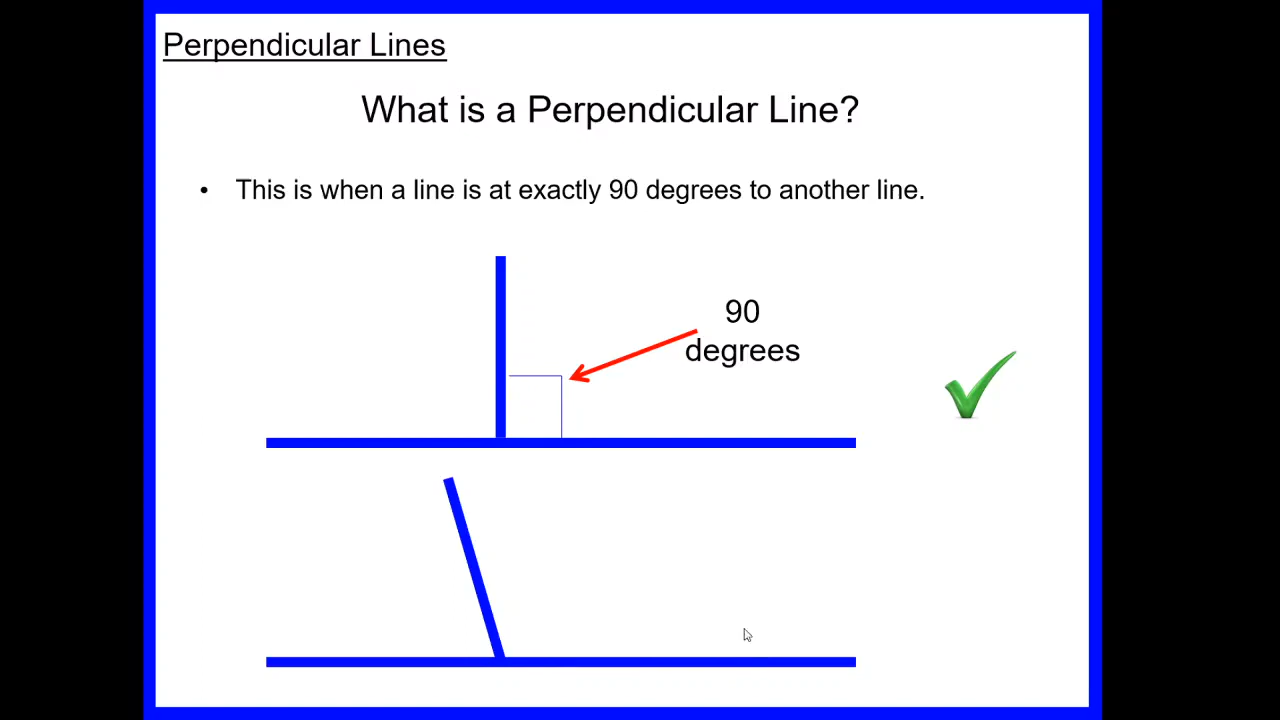 Perpendicular Lines
What is a Perpendicular Line?
• This is when a line is at exactly 90 degrees to another line.
90
degrees